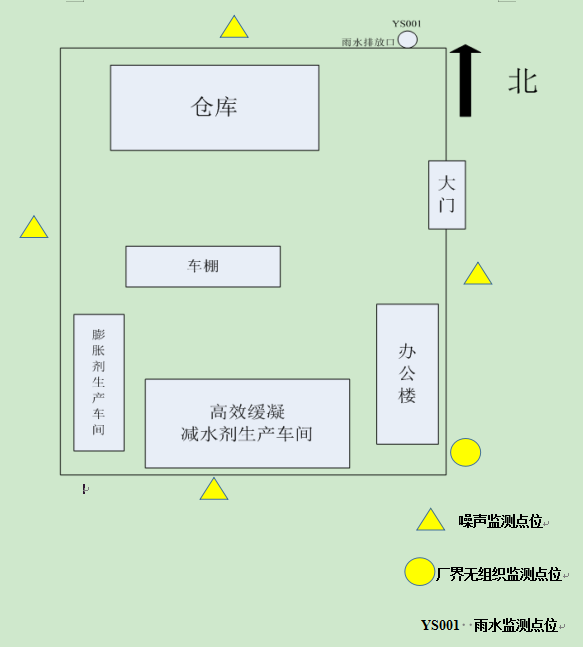 YS001
雨水排放口
北
仓库
大
门
车棚
膨
胀
剂
生
产
车
间
办
公
楼
高效缓凝
减水剂生产车间
噪声监测点位
厂界无组织监测点位
YS001 雨水监测点位